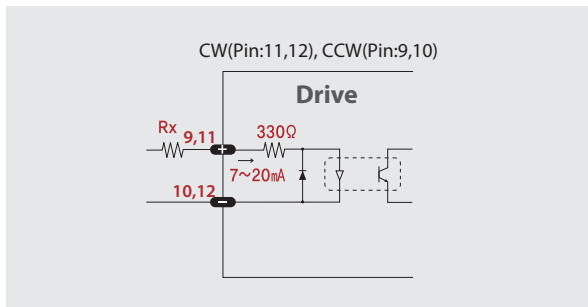 CW(Pin:11,12), CCW(Pin:9,10)
Drive
Rx
9,11
+
330Ω
→
7~20mA
10,12
−